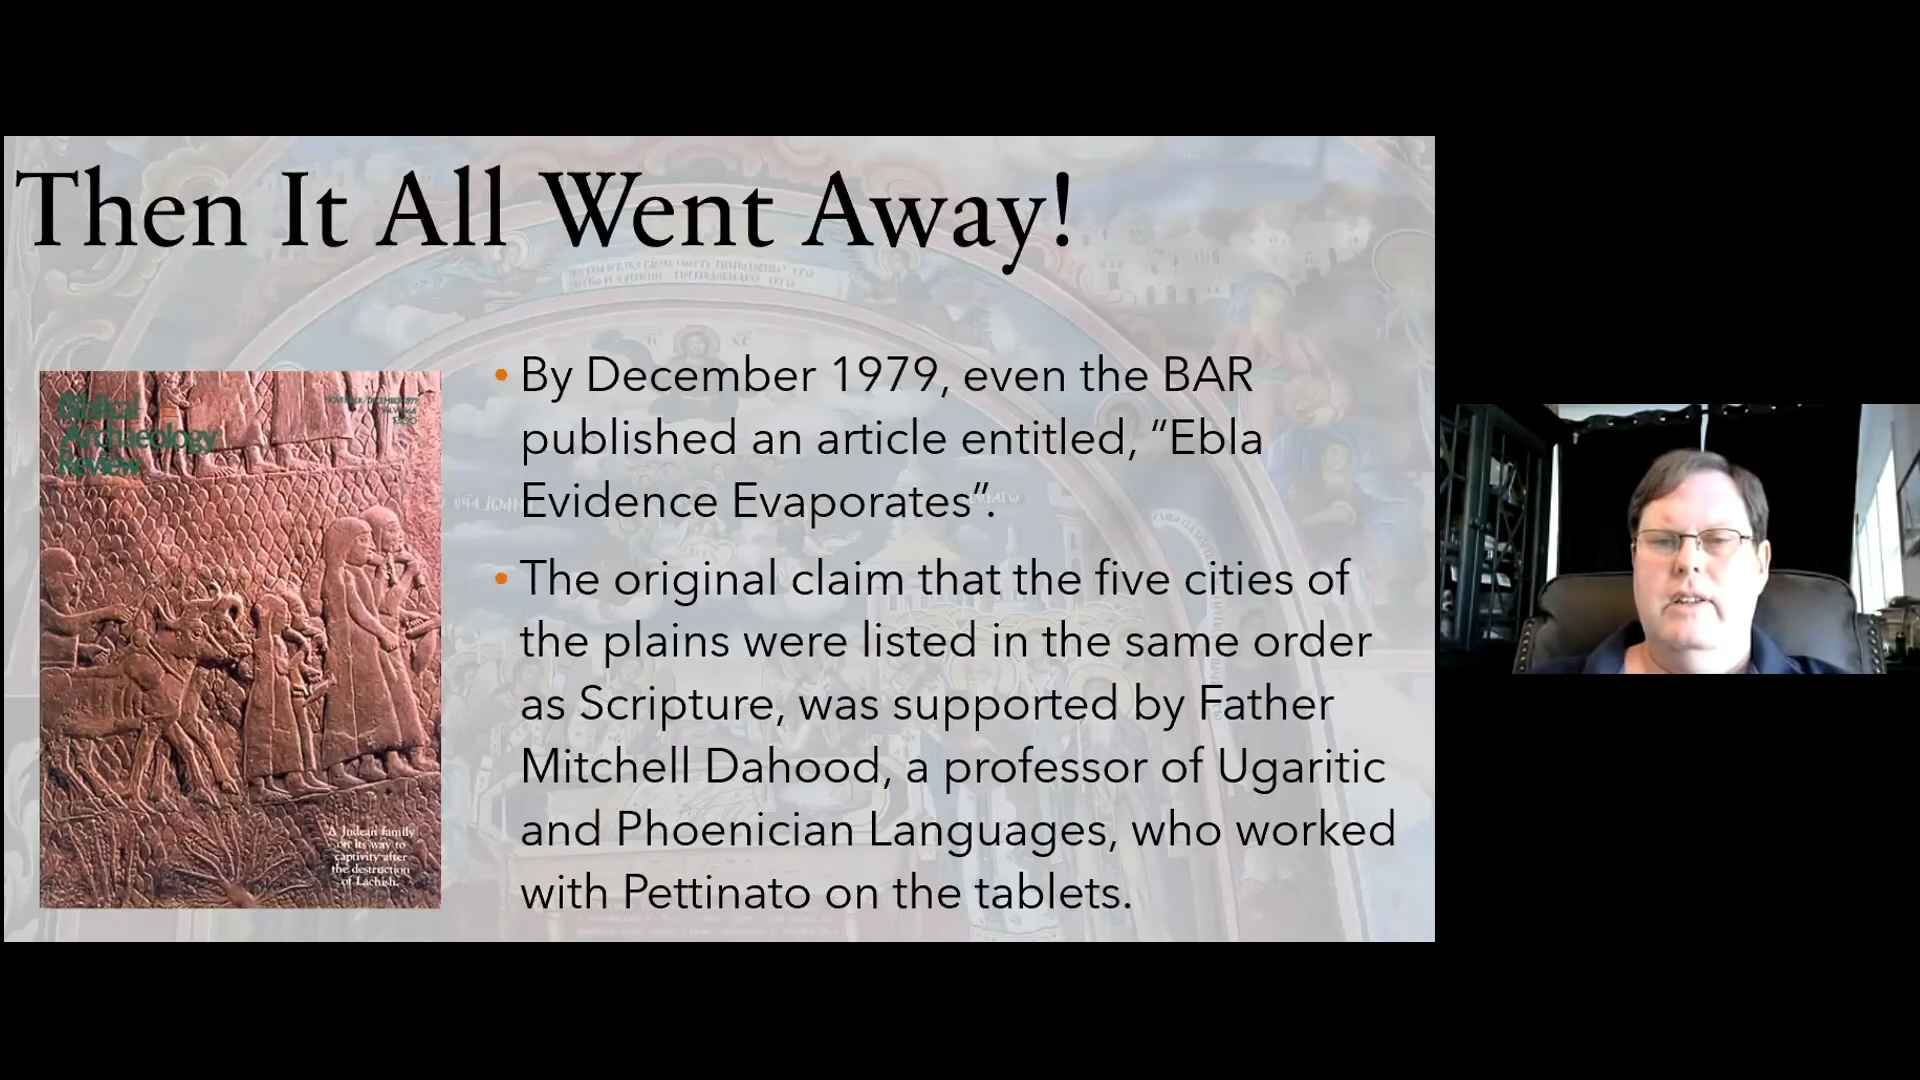 Then It All Went Away!
Biblical
Archaeology
Review
NOVEMBER/DECEMBER 1979
• By December 1979, even the BAR
published an article entitled, “Ebla
Evidence Evaporates”.
• The original claim that the five cities of
the plains were listed in the same order
as Scripture, was supported by Father
Mitchell Dahood, a professor of Ugaritic
and Phoenician Languages, who worked
with Pettinato on the tablets.
A Judean family
on its way to
captivity after
the destruction
of Lachish.